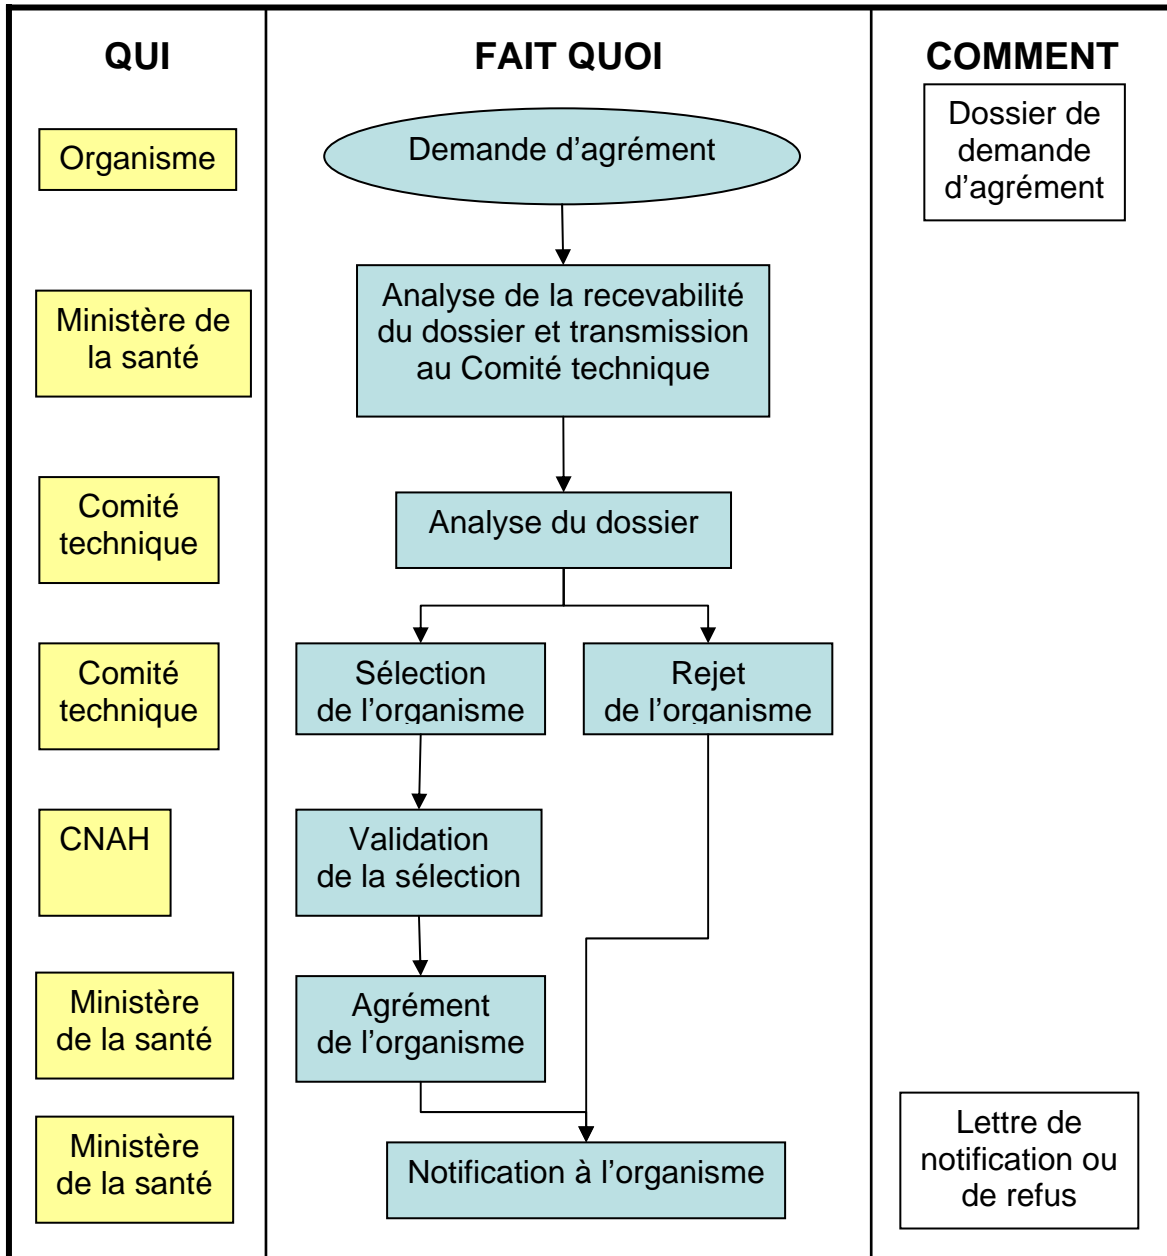 QUI
FAIT QUOI
COMMENT
Organisme
Demande d’agrément
Dossier de
demande
d’agrément
Ministère de
la santé
Analyse de la recevabilité
du dossier et transmission
au Comité technique
Comité
technique
Analyse du dossier
Comité
technique
Sélection
de l’organisme
Rejet
de l’organisme
CNAH
Validation
de la sélection
Ministère
de la santé
Agrément
de l’organisme
Ministère
de la santé
Notification à l’organisme
Lettre de
notification ou
de refus